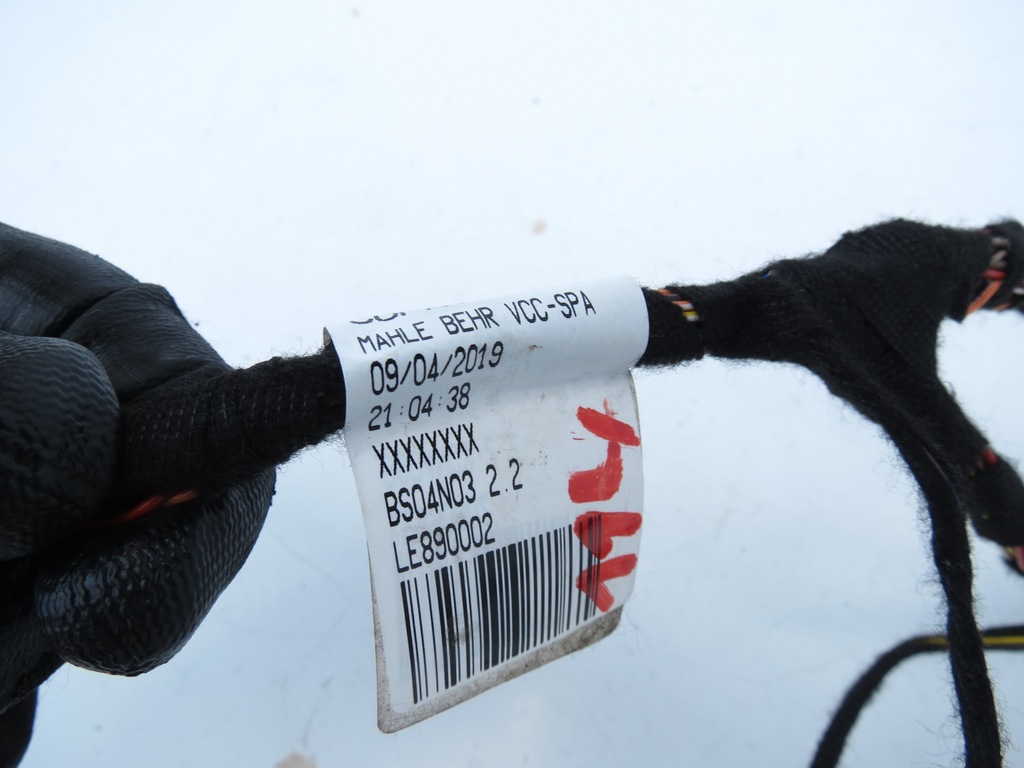 MAHLE BEHR VCC-SPA
09/04/2019
21:04:38
XXXXXXXX
BS04N03 2.2
LE890002